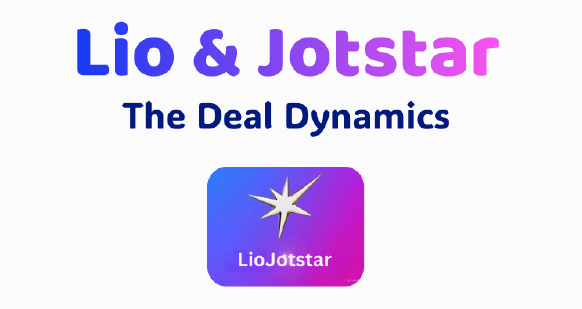 Lio & Jotstar
The Deal Dynamics
LioJotstar